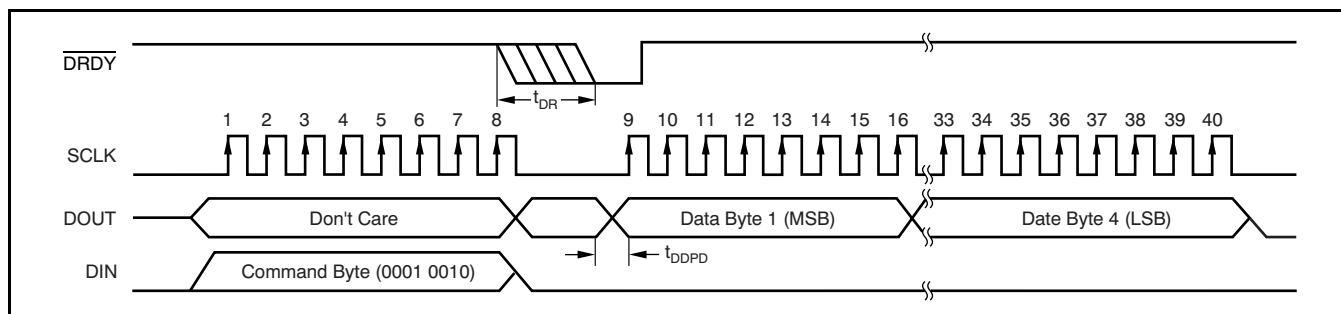 DRDY
tDR
1 2 3 4 5 6 7 8 9 10 11 12 13 14 15 16 33 34 35 36 37 38 39 40
SCLK
DOUT Don't Care Data Byte 1 (MSB) Date Byte 4 (LSB)
tDDPD
DIN Command Byte (0001 0010)